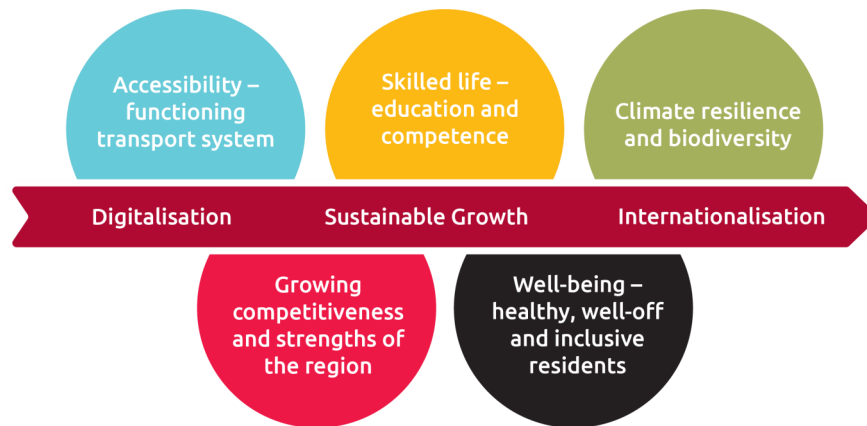 Accessibility –
functioning
transport system
Skilled life –
education and
competence
Climate resilience
and biodiversity
Digitalisation
Sustainable Growth
Internationalisation
Growing
competitiveness
and strengths of
the region
Well-being –
healthy, well-off
and inclusive
residents